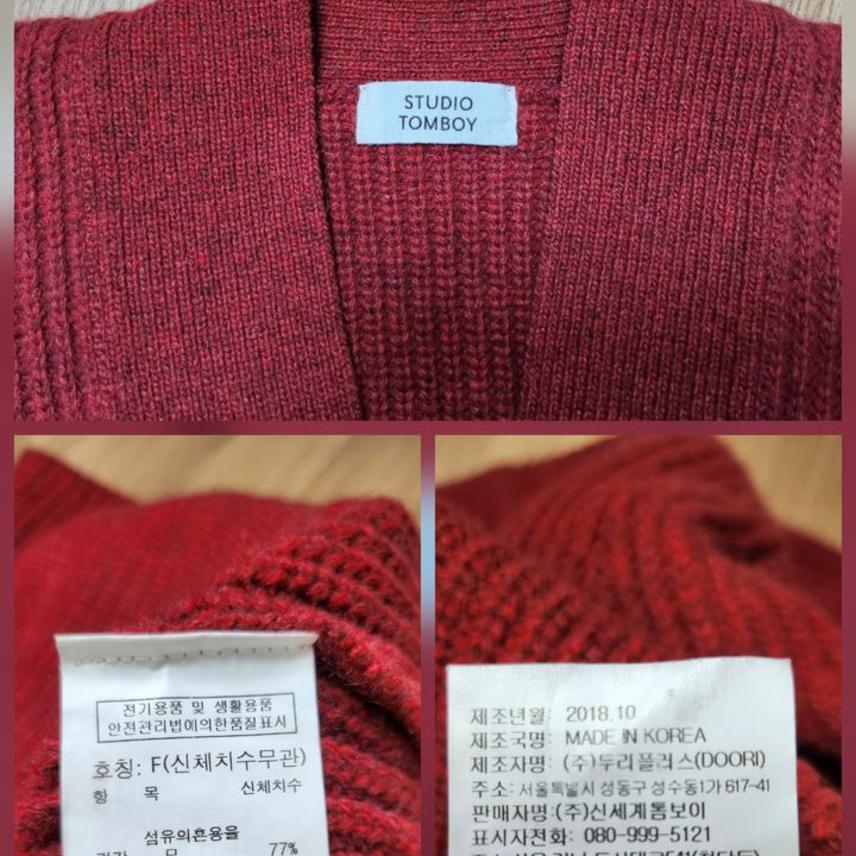 STUDIO
TOMBOY
전기용품 및 생활용품
안전관리법에의한품질표시
호칭: F(신체치수무관)
항 목 신체치수
섬유의혼용율
겉감 모 77%
제조년월: 2018.10
제조국명: MADE IN KOREA
제조자명: (주)두리플러스(DOORI)
주소: 서울특별시 성동구 성수동1가 617-41
판매자명:(주)신세계톰보이
표시자전화: 080-999-5121